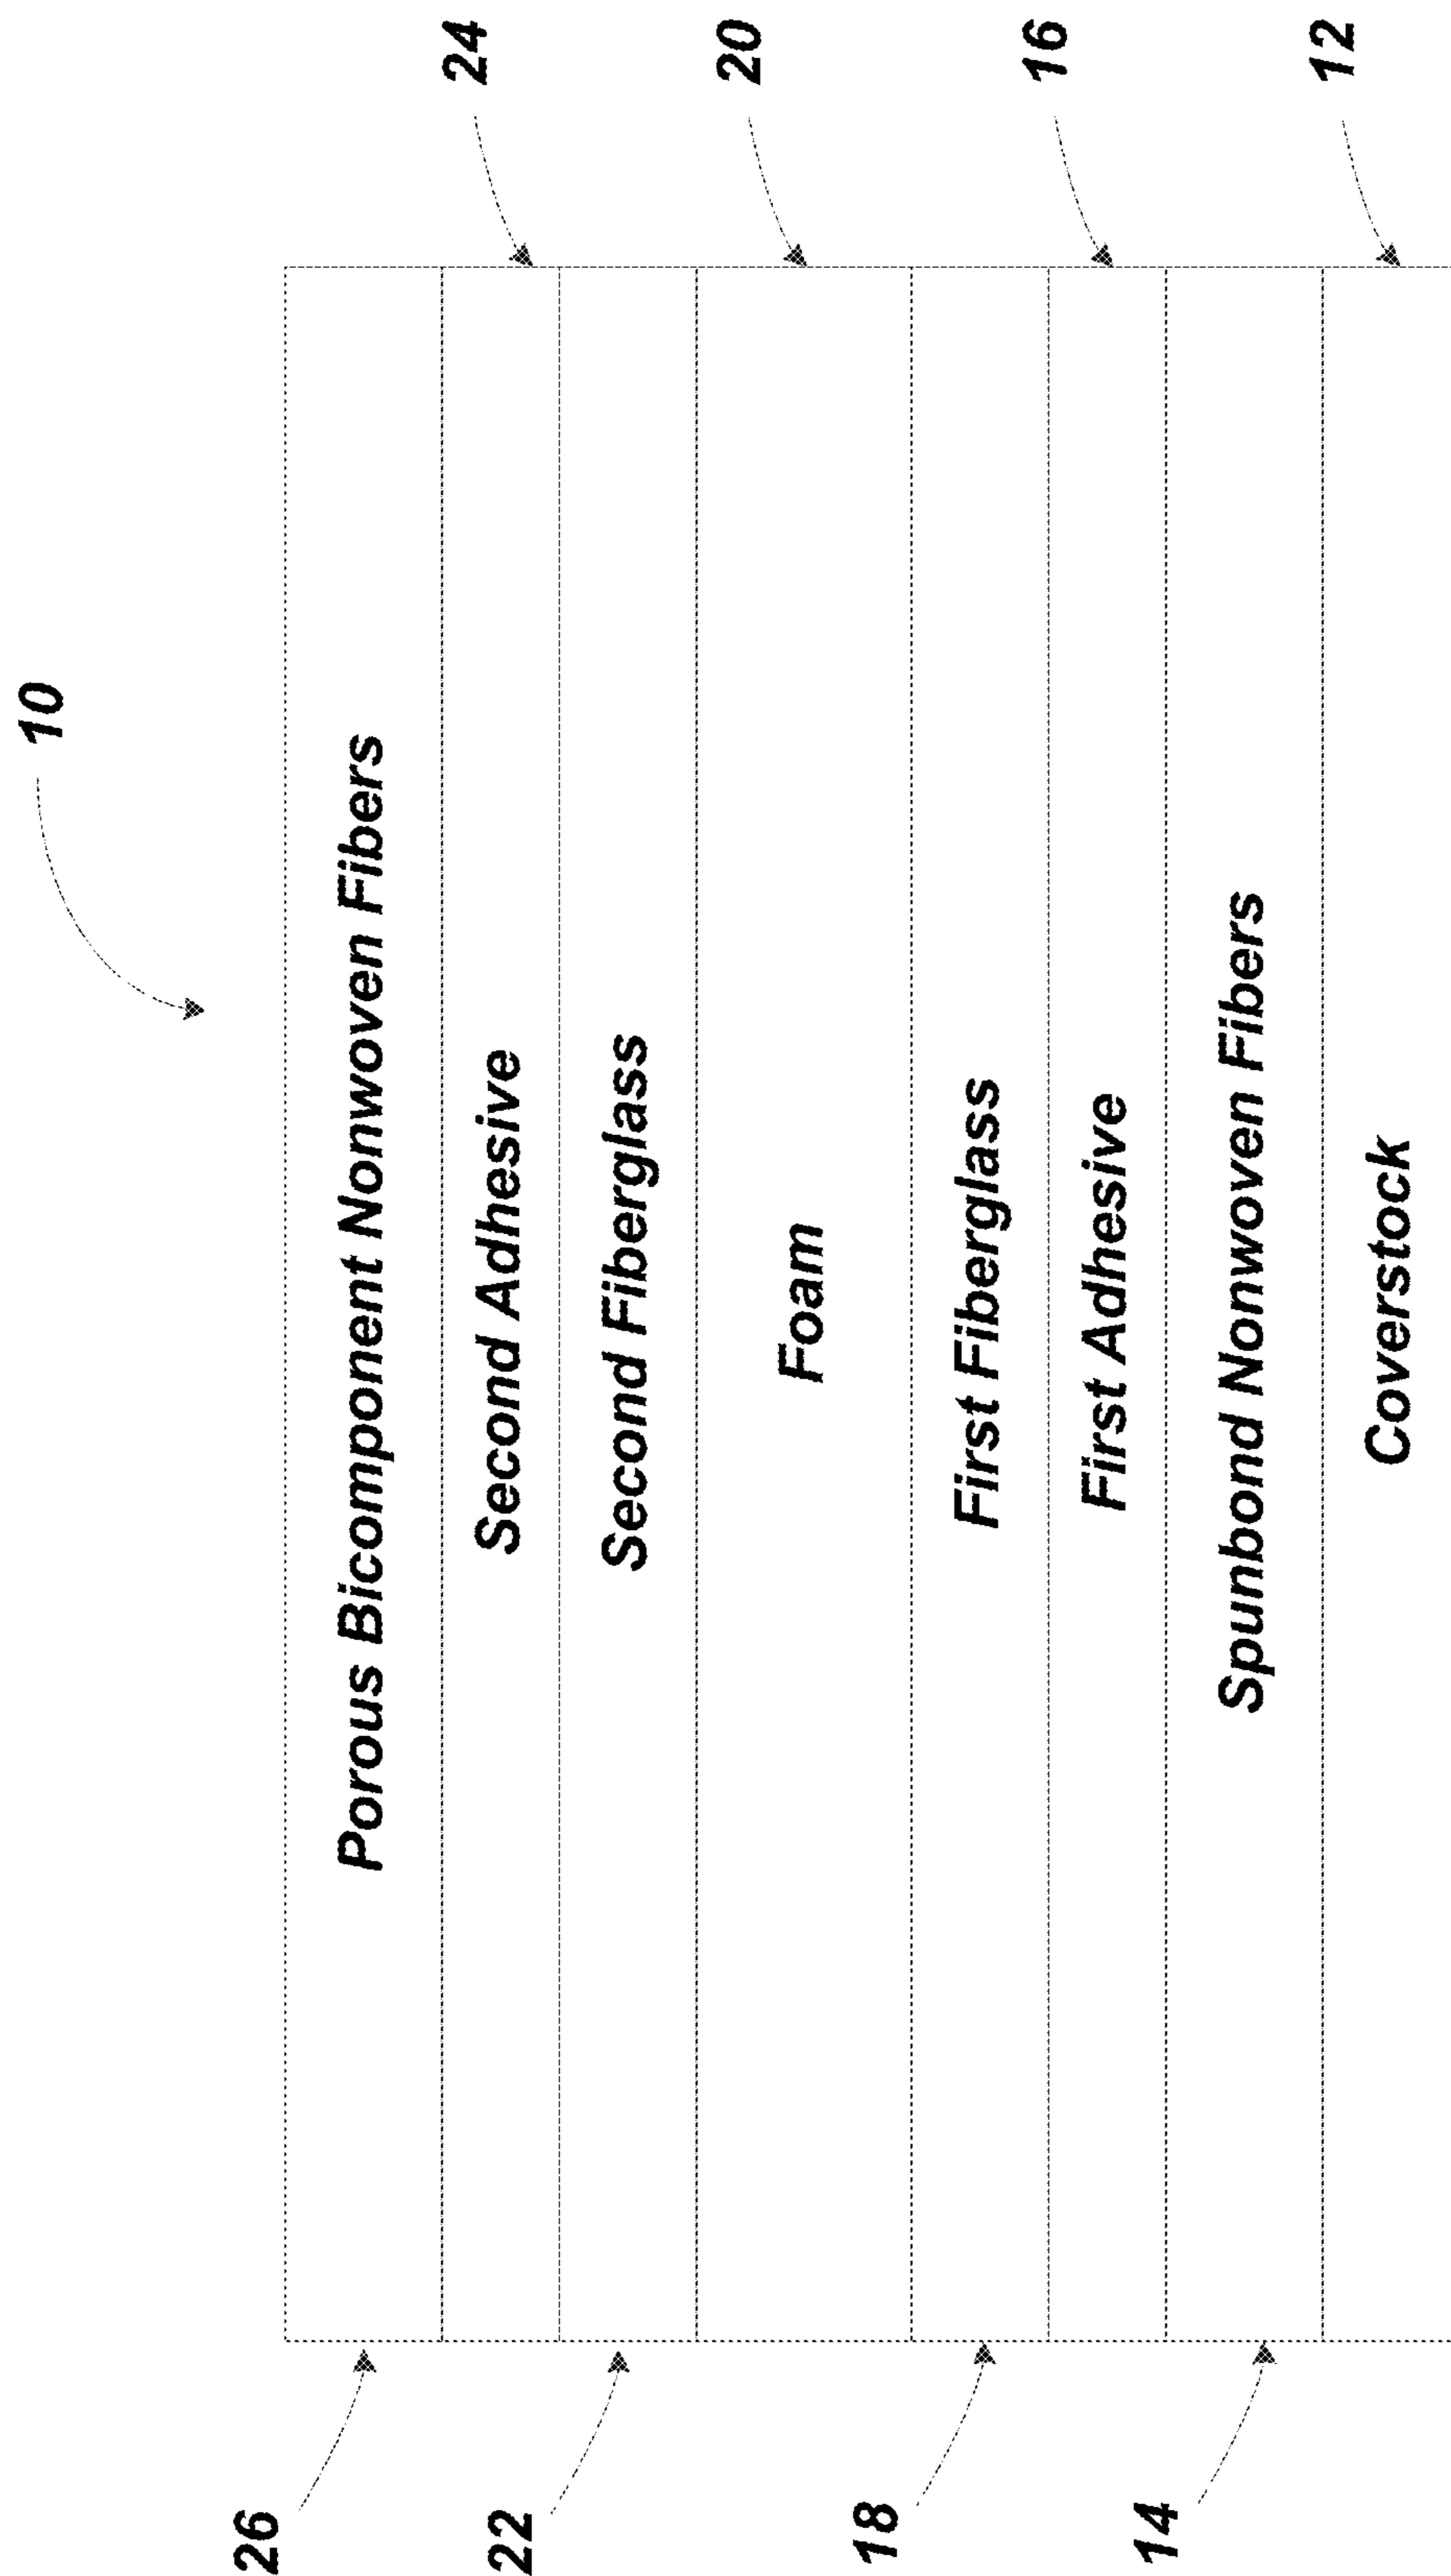 10
Porous Bicomponent Nonwoven Fibers
26
Second Adhesive
24
Second Fiberglass
22
Foam
20
First Fiberglass
18
First Adhesive
16
Spunbond Nonwoven Fibers
14
Coverstock
12